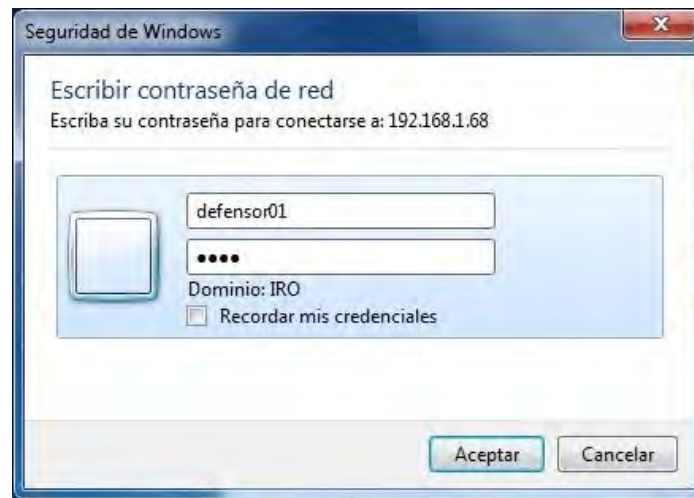 Seguridad de Windows
Escribir contraseña de red
Escriba su contraseña para conectarse a: 192.168.1.68
defensor01
••••
Dominio: IRO
Recordar mis credenciales
Aceptar
Cancelar